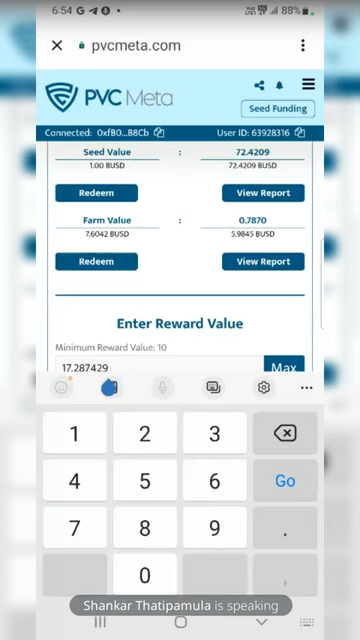 6:54
88%
pvcmeta.com
PVC Meta
Seed Funding
Connected: 0xfB0...B8Cb
User ID: 63928316
Seed Value : 72.4209
1.00 BUSD 72.4209 BUSD
Redeem View Report
Farm Value : 0.7870
7.6042 BUSD 5.9845 BUSD
Redeem View Report
Enter Reward Value
Minimum Reward Value: 10
17.287429 Max
1 2 3
4 5 6 Go
7 8 9 .
0 ,
Shankar Thatipamula is speaking